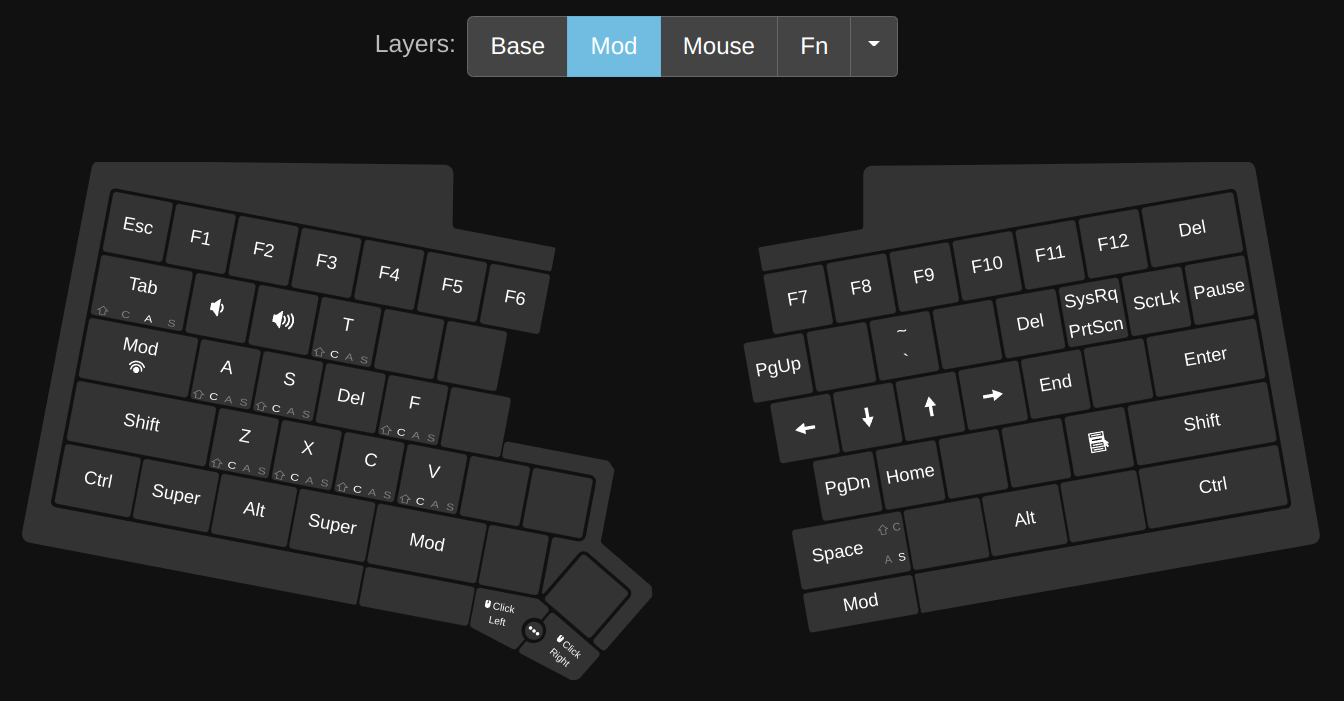 Layers: Base Mod Mouse Fn
Esc F1 F2 F3 F4 F5 F6
Tab
⇧ C A S
T
⇧ C A S
Mod
A
⇧ C A S
S
⇧ C A S
Del
F
⇧ C A S
Shift
Z
⇧ C A S
X
⇧ C A S
C
⇧ C A S
V
⇧ C A S
Ctrl Super Alt Super Mod
Click
Left
Click
Right
F7 F8 F9 F10 F11 F12 Del
PgUp
~
`
Del
SysRq
PrtScn
ScrLk
Pause
← ↓ ↑ → End Enter
PgDn Home Shift
Space
⇧ C
A S
Alt Ctrl
Mod